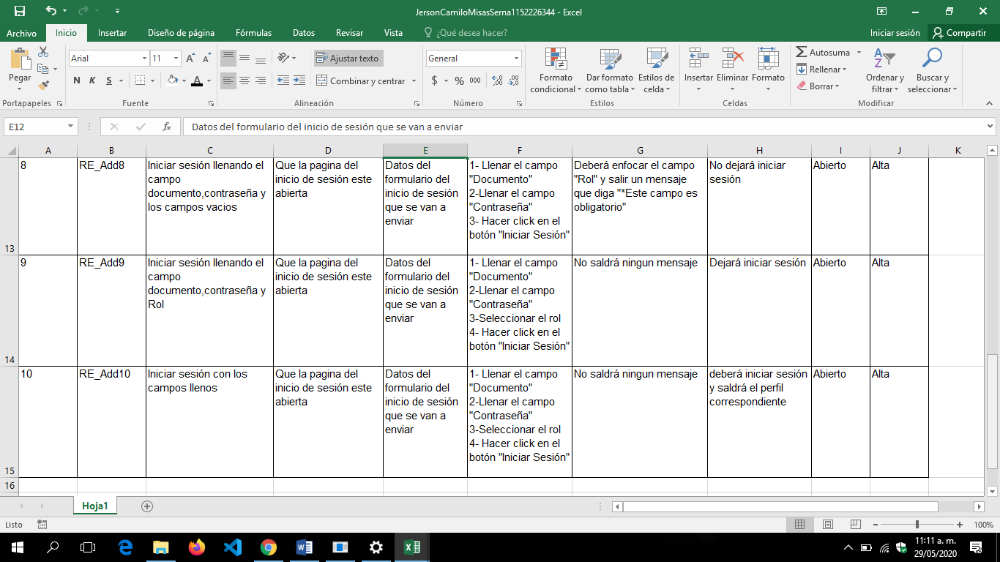 JersonCamiloMisasSerna1152226344 - Excel
Archivo Inicio Insertar Diseño de página Fórmulas Datos Revisar Vista ¿Qué desea hacer? Iniciar sesión Compartir
Pegar
Portapapeles
Arial 11
N K S
Fuente
Ajustar texto
Combinar y centrar
Alineación
General
$ % 000
Número
Formato condicional
Dar formato como tabla
Estilos de celda
Estilos
Insertar Eliminar Formato
Celdas
Autosuma
Rellenar
Borrar
Ordenar y filtrar
Buscar y seleccionar
Modificar
E12 fx Datos del formulario del inicio de sesión que se van a enviar
A B C D E F G H I J K
13
8
RE_Add8
Iniciar sesión llenando el
campo
documento,contraseña y
los campos vacios
Que la pagina del
inicio de sesión este
abierta
Datos del
formulario del
inicio de sesión
que se van a
enviar
1- Llenar el campo
"Documento"
2-Llenar el campo
"Contraseña"
3- Hacer click en el
botón "Iniciar Sesión"
Deberá enfocar el campo
"Rol" y salir un mensaje
que diga "*Este campo es
obligatorio"
No dejará iniciar
sesión
Abierto
Alta
14
9
RE_Add9
Iniciar sesión llenando el
campo
documento,contraseña y
Rol
Que la pagina del
inicio de sesión este
abierta
Datos del
formulario del
inicio de sesión
que se van a
enviar
1- Llenar el campo
"Documento"
2-Llenar el campo
"Contraseña"
3-Seleccionar el rol
4- Hacer click en el
botón "Iniciar Sesión"
No saldrá ningun mensaje
Dejará iniciar sesión
Abierto
Alta
15
10
RE_Add10
Iniciar sesión con los
campos llenos
Que la pagina del
inicio de sesión este
abierta
Datos del
formulario del
inicio de sesión
que se van a
enviar
1- Llenar el campo
"Documento"
2-Llenar el campo
"Contraseña"
3-Seleccionar el rol
4- Hacer click en el
botón "Iniciar Sesión"
No saldrá ningun mensaje
deberá iniciar sesión
y saldrá el perfil
correspondiente
Abierto
Alta
16
Hoja1
Listo
100%
11:11 a. m.
29/05/2020